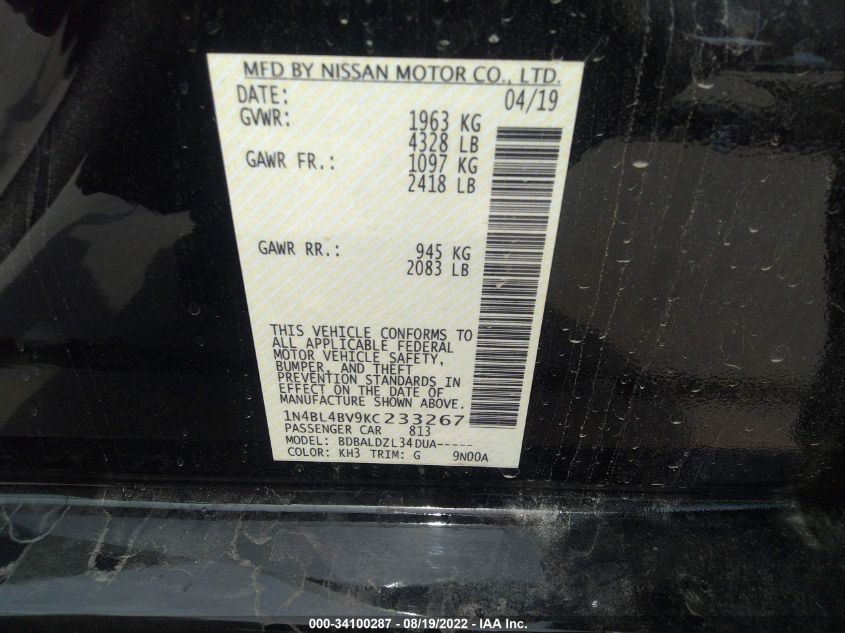 MFD BY NISSAN MOTOR CO., LTD.
DATE: 04/19
GVWR: 1963 KG
4328 LB
GAWR FR.: 1097 KG
2418 LB
GAWR RR.: 945 KG
2083 LB
THIS VEHICLE CONFORMS TO
ALL APPLICABLE FEDERAL
MOTOR VEHICLE SAFETY,
BUMPER, AND THEFT
PREVENTION STANDARDS IN
EFFECT ON THE DATE OF
MANUFACTURE SHOWN ABOVE.
1N4BL4BV9KC233267
PASSENGER CAR 813
MODEL: BDBALDZL34DUA-----
COLOR: KH3 TRIM: G 9N00A
000-34100287 - 08/19/2022 - IAA Inc.